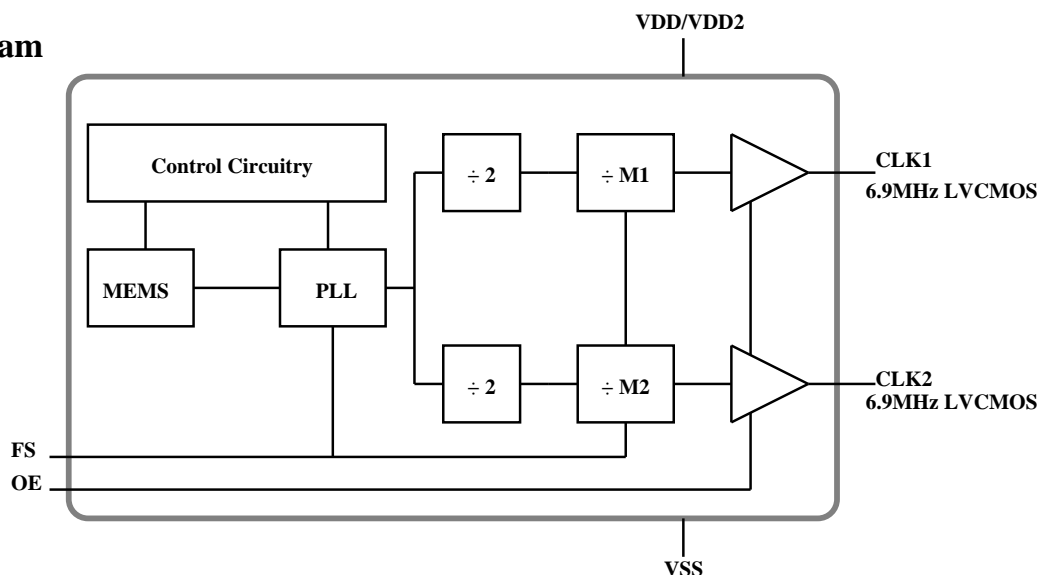 VDD/VDD2
am
Control Circuitry
÷ 2
÷ M1
CLK1
6.9MHz LVCMOS
MEMS
PLL
÷ 2
÷ M2
CLK2
6.9MHz LVCMOS
FS
OE
VSS